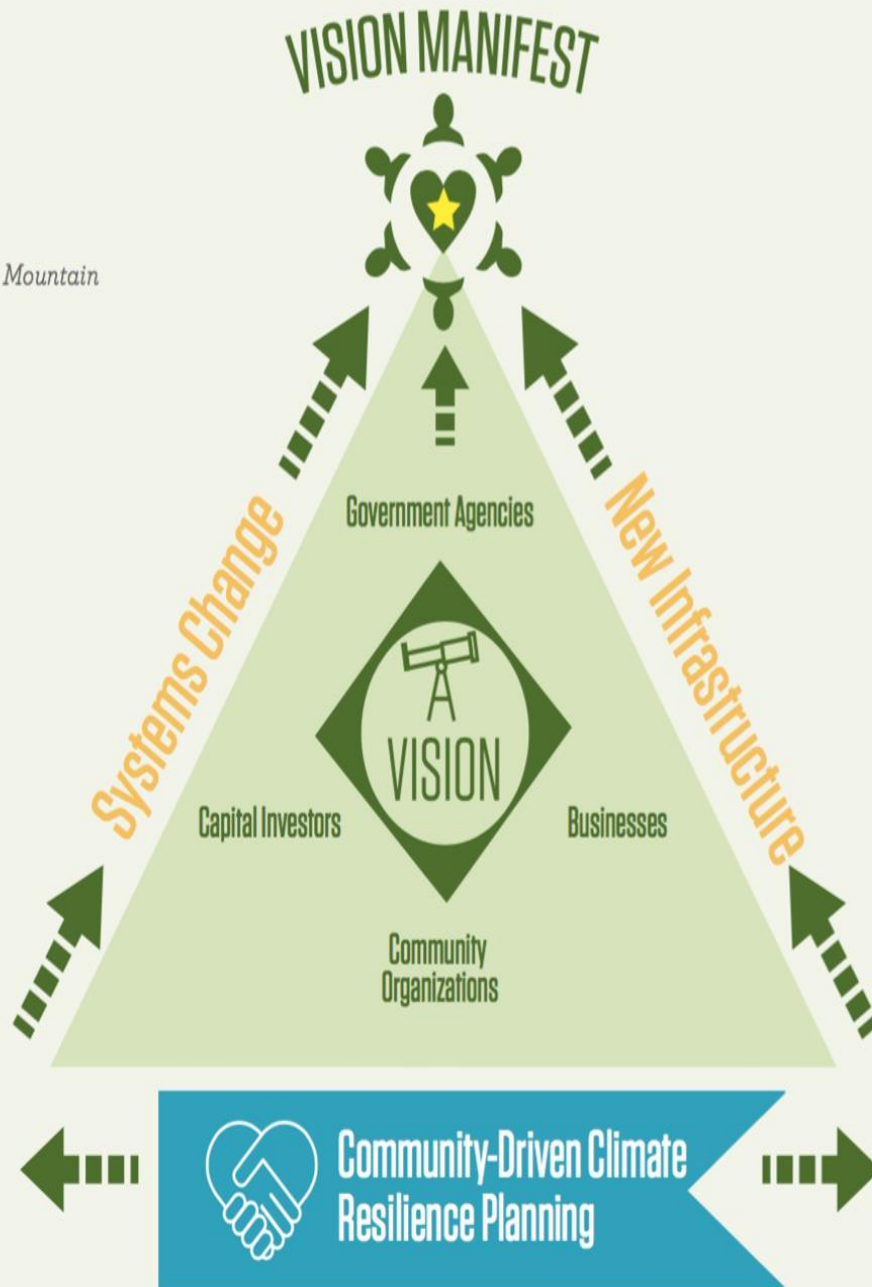 VISION MANIFEST
Mountain
Government Agencies
Systems Change
New Infrastructure
VISION
Capital Investors
Businesses
Community
Organizations
Community-Driven Climate
Resilience Planning